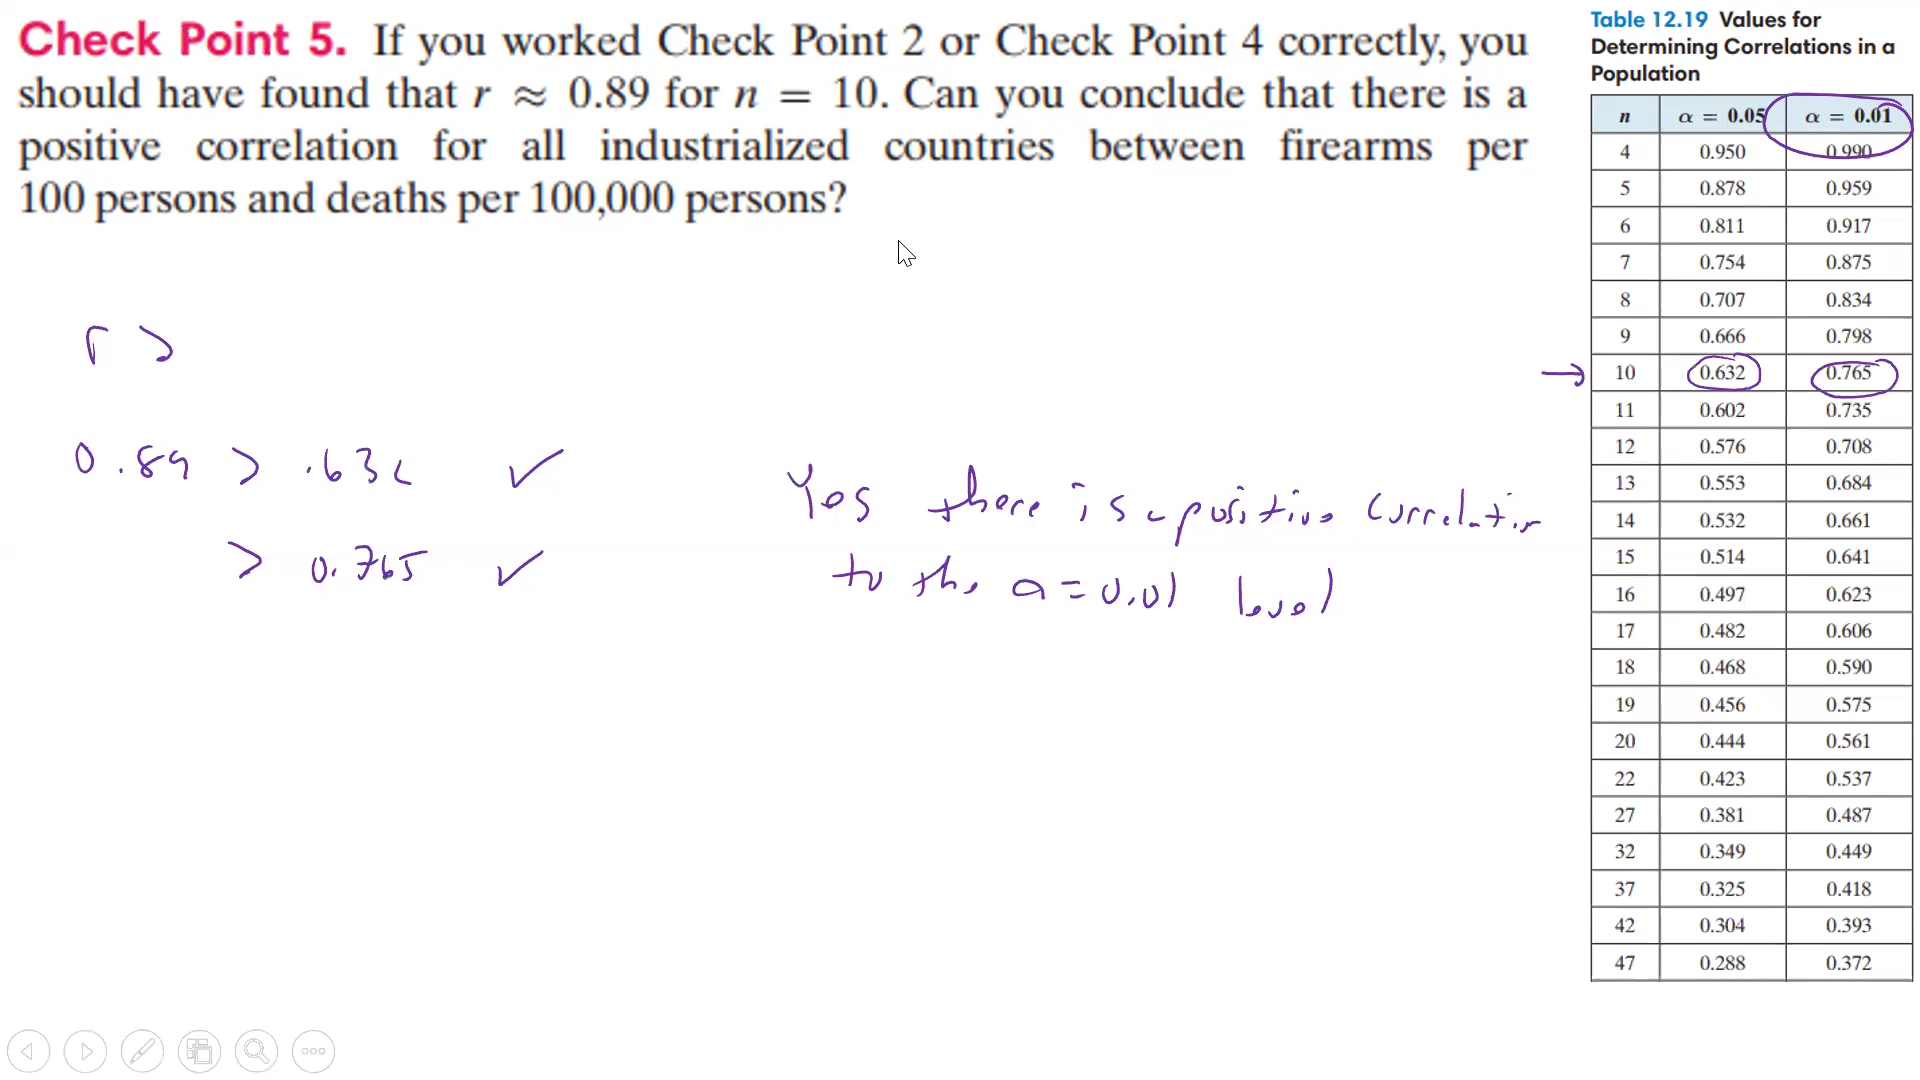 Check Point 5. If you worked Check Point 2 or Check Point 4 correctly, you
should have found that r ≈ 0.89 for n = 10. Can you conclude that there is a
positive correlation for all industrialized countries between firearms per
100 persons and deaths per 100,000 persons?
r >
0.89 > .632 ✓
> 0.765 ✓
Yes there is a positive correlation
to the a = 0.01 level
Table 12.19 Values for
Determining Correlations in a
Population
n α = 0.05 α = 0.01
4 0.950 0.990
5 0.878 0.959
6 0.811 0.917
7 0.754 0.875
8 0.707 0.834
9 0.666 0.798
→ 10 0.632 0.765
11 0.602 0.735
12 0.576 0.708
13 0.553 0.684
14 0.532 0.661
15 0.514 0.641
16 0.497 0.623
17 0.482 0.606
18 0.468 0.590
19 0.456 0.575
20 0.444 0.561
22 0.423 0.537
27 0.381 0.487
32 0.349 0.449
37 0.325 0.418
42 0.304 0.393
47 0.288 0.372